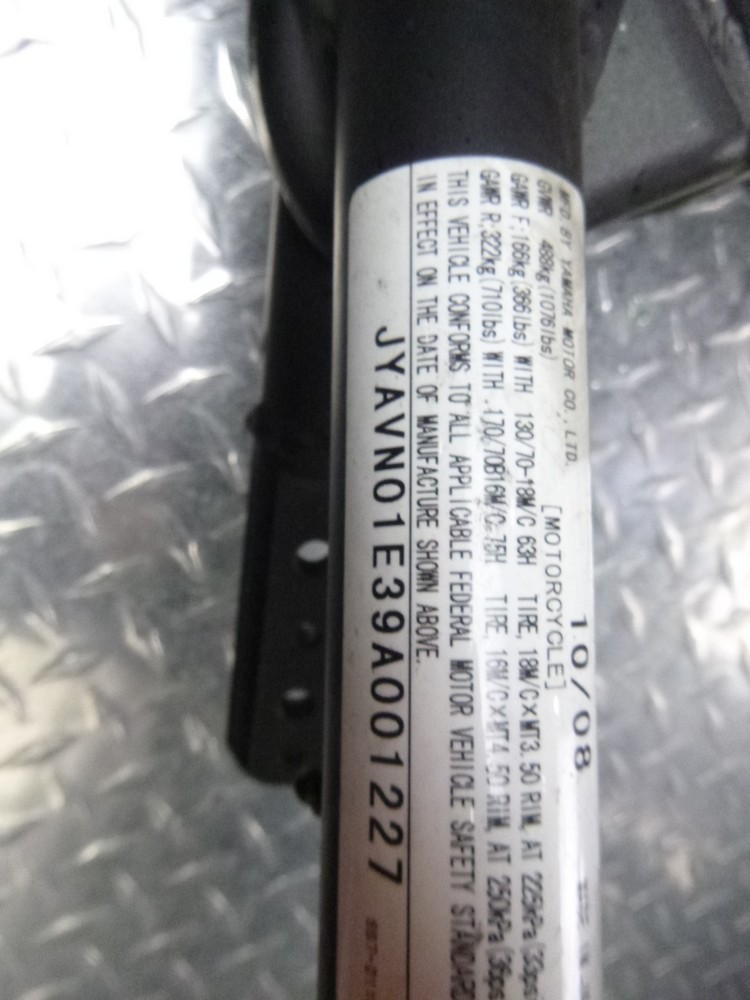 MFD. BY YAMAHA MOTOR CO., LTD. 10/08
GVWR 488kg(1076lbs) [MOTORCYCLE]
GAWR F:166kg(366lbs) WITH 130/70-18M/C 63H TIRE, 18M/C×MT3.50 RIM, AT 225kPa(33psi
GAWR R:322kg(710lbs) WITH 170/70B16M/C 75H TIRE, 16M/C×MT4.50 RIM, AT 250kPa(36psi
THIS VEHICLE CONFORMS TO ALL APPLICABLE FEDERAL MOTOR VEHICLE SAFETY STANDARD
IN EFFECT ON THE DATE OF MANUFACTURE SHOWN ABOVE.
JYAVN01E39A001227